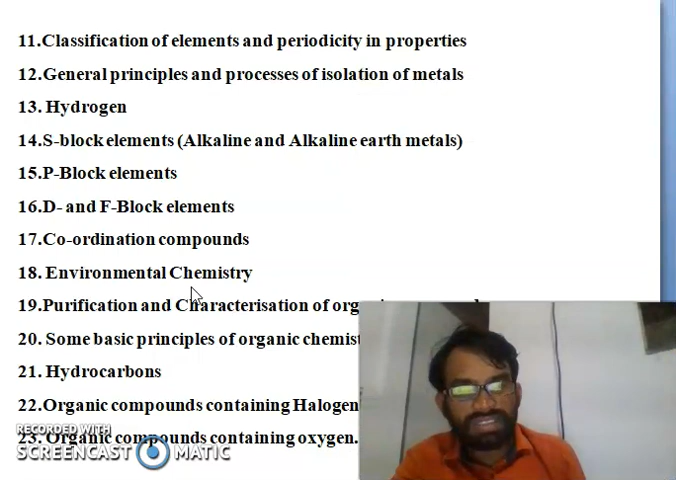 11.Classification of elements and periodicity in properties
12.General principles and processes of isolation of metals
13. Hydrogen
14.S-block elements (Alkaline and Alkaline earth metals)
15.P-Block elements
16.D- and F-Block elements
17.Co-ordination compounds
18. Environmental Chemistry
19.Purification and Characterisation of
20. Some basic principles of organic
21. Hydrocarbons
22.Organic compounds containing Halogen
RECORDED WITH
23. Organic compounds containing oxygen.
SCREENCAST MATIC